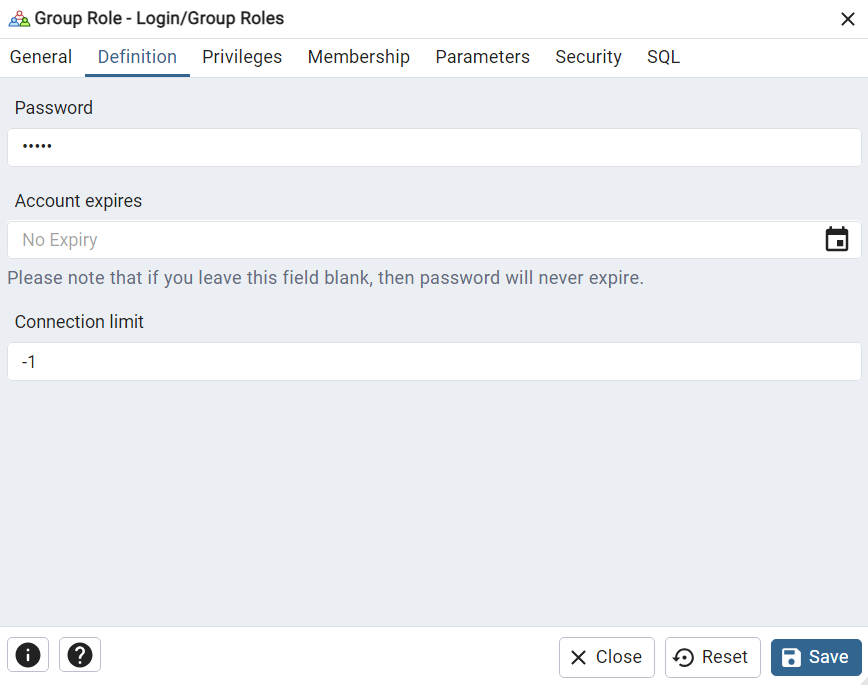 Group Role - Login/Group Roles
General Definition Privileges Membership Parameters Security SQL
Password
•••••
Account expires
No Expiry
Please note that if you leave this field blank, then password will never expire.
Connection limit
-1
Close Reset Save